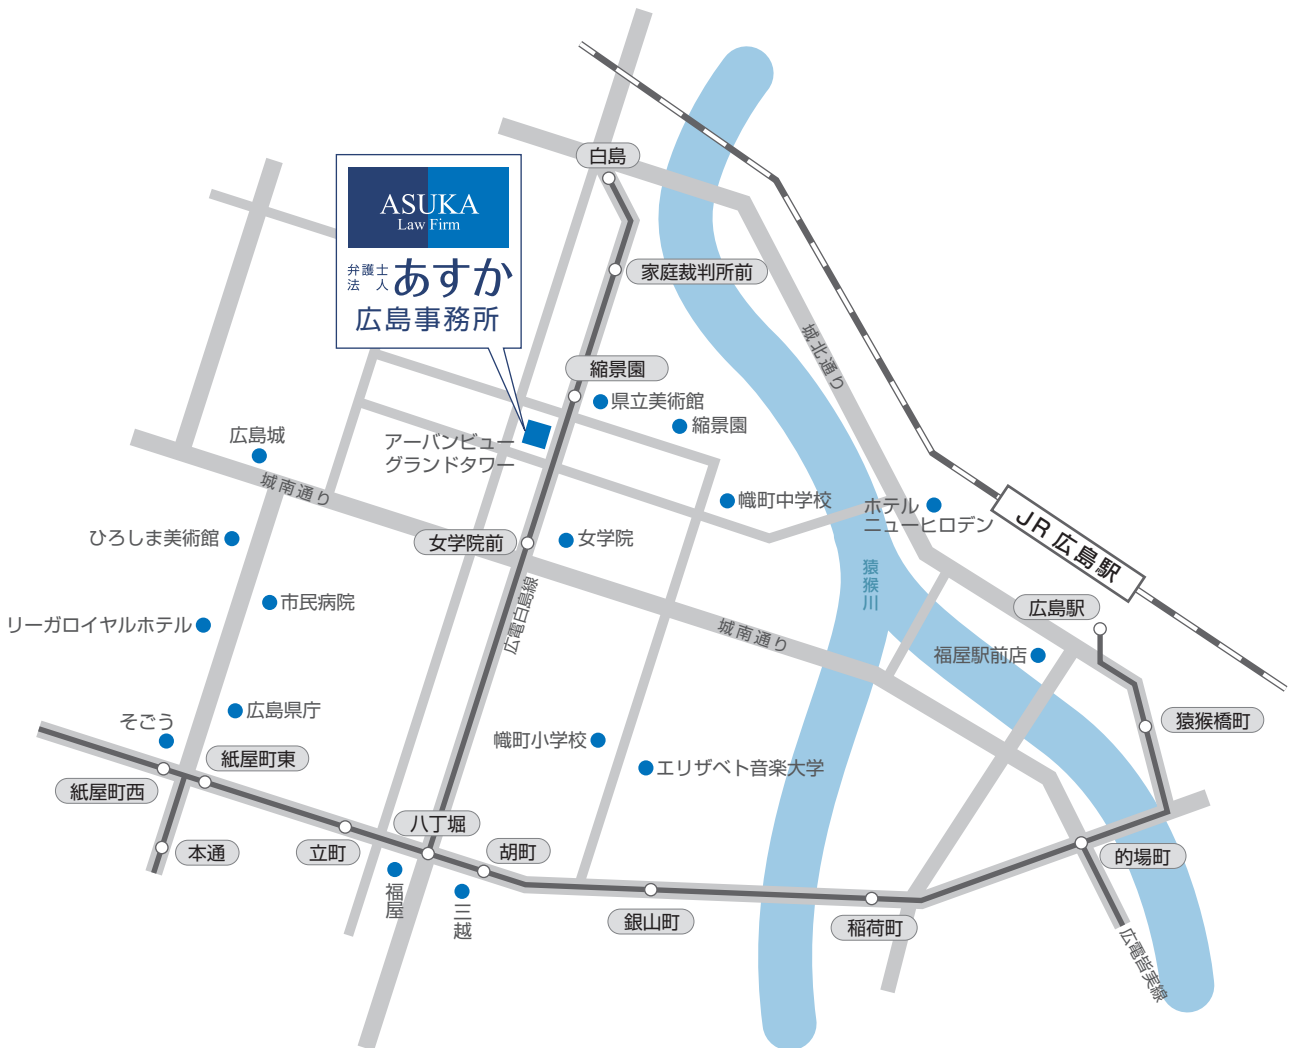 白島
ASUKA
Law Firm
弁護士
法人
あすか
広島事務所
家庭裁判所前
城北通り
縮景園
県立美術館
縮景園
広島城
アーバンビュー
グランドタワー
城南通り
幟町中学校
ホテル
ニューヒロデン
JR広島駅
ひろしま美術館
女学院前
女学院
猿猴川
市民病院
広電白島線
広島駅
リーガロイヤルホテル
城南通り
福屋駅前店
広島県庁
そごう
猿猴橋町
幟町小学校
紙屋町東
エリザベト音楽大学
紙屋町西
八丁堀
本通
立町
胡町
的場町
福屋
三越
銀山町
稲荷町
広電皆実線